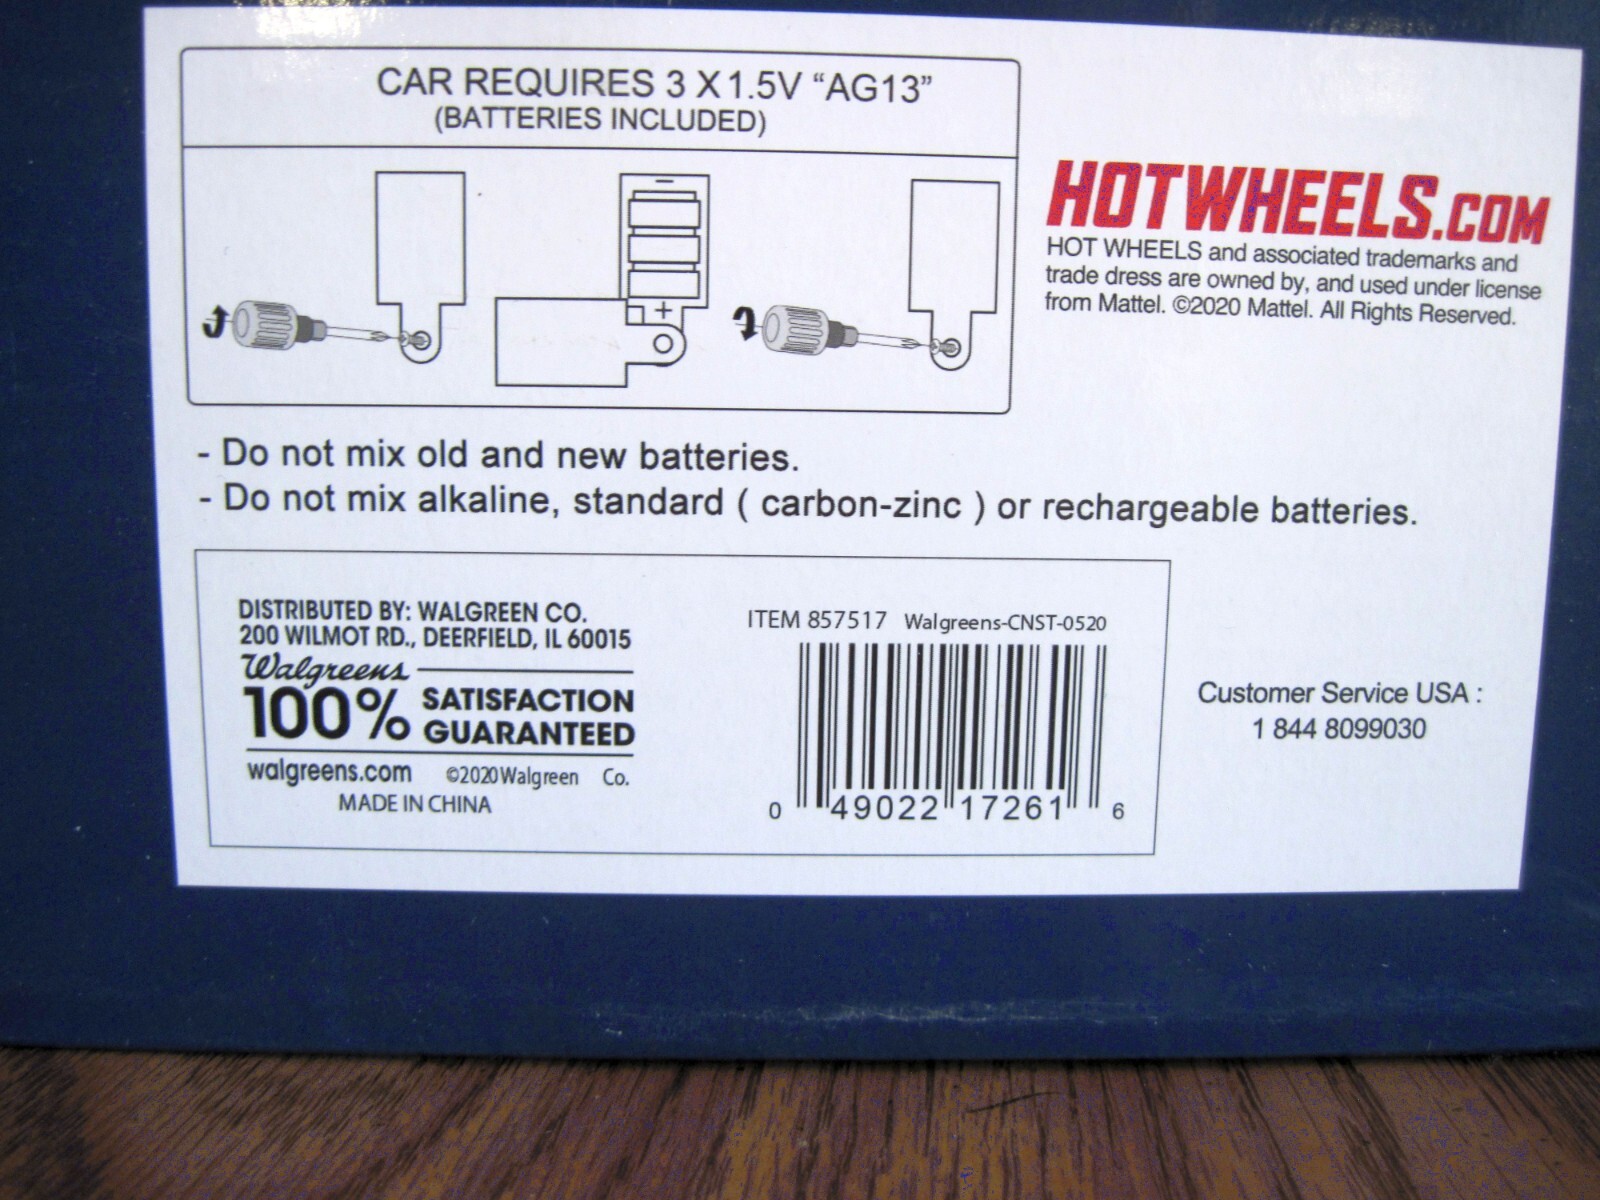 CAR REQUIRES 3 X 1.5V “AG13”
(BATTERIES INCLUDED)
−
+
HOTWHEELS.COM
HOT WHEELS and associated trademarks and
trade dress are owned by, and used under license
from Mattel. ©2020 Mattel. All Rights Reserved.
- Do not mix old and new batteries.
- Do not mix alkaline, standard ( carbon-zinc ) or rechargeable batteries.
DISTRIBUTED BY: WALGREEN CO.
200 WILMOT RD., DEERFIELD, IL 60015
Walgreens
100% SATISFACTION
GUARANTEED
walgreens.com ©2020 Walgreen Co.
MADE IN CHINA
ITEM 857517 Walgreens-CNST-0520
0 49022 17261 6
Customer Service USA :
1 844 8099030